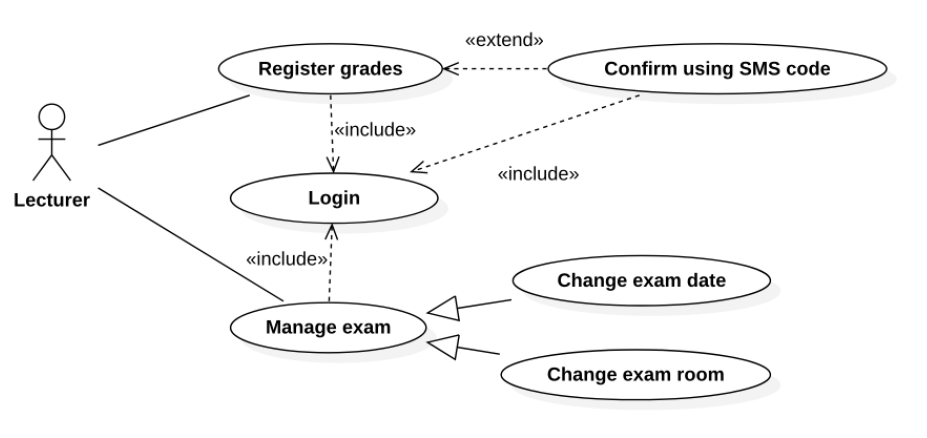 «extend»
Register grades
Confirm using SMS code
«include»
«include»
Lecturer
Login
«include»
Change exam date
Manage exam
Change exam room